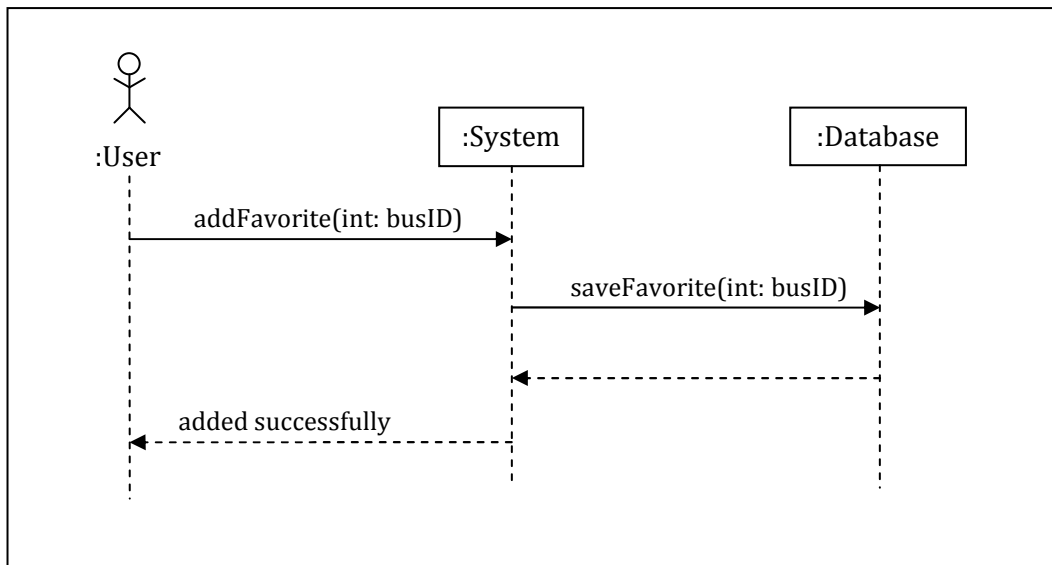 :User
:System
:Database
addFavorite(int: busID)
saveFavorite(int: busID)
added successfully